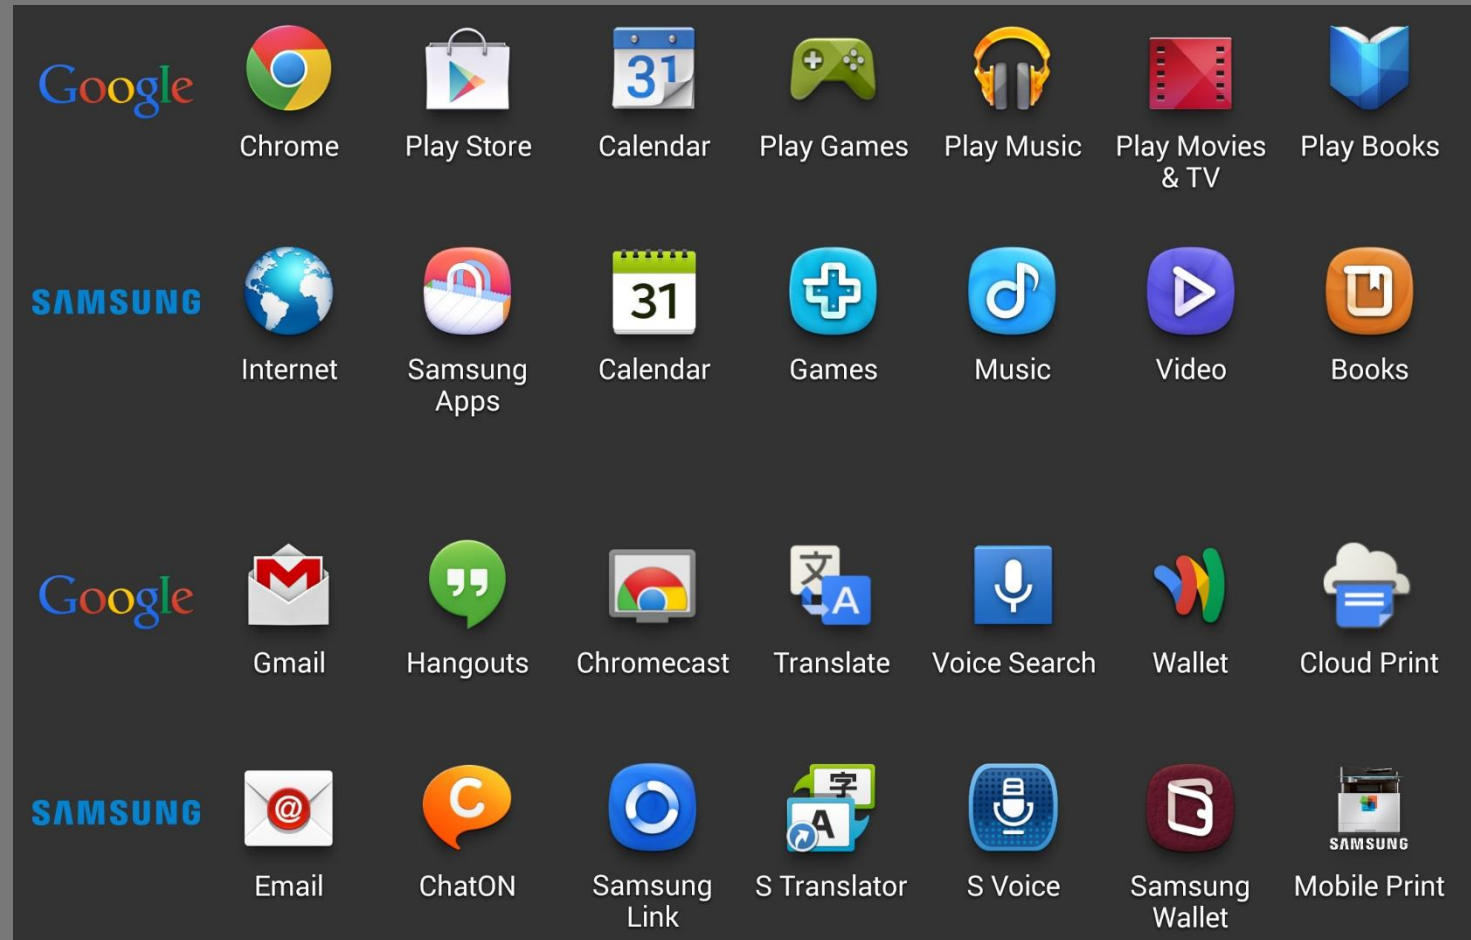 Google
Chrome
Play Store
31
Calendar
Play Games
Play Music
Play Movies
& TV
Play Books
SAMSUNG
Internet
Samsung
Apps
31
Calendar
Games
Music
Video
Books
Google
Gmail
Hangouts
Chromecast
文
A
Translate
Voice Search
Wallet
Cloud Print
SAMSUNG
@
Email
C
ChatON
Samsung
Link
字
A
S Translator
S Voice
Samsung
Wallet
SAMSUNG
Mobile Print